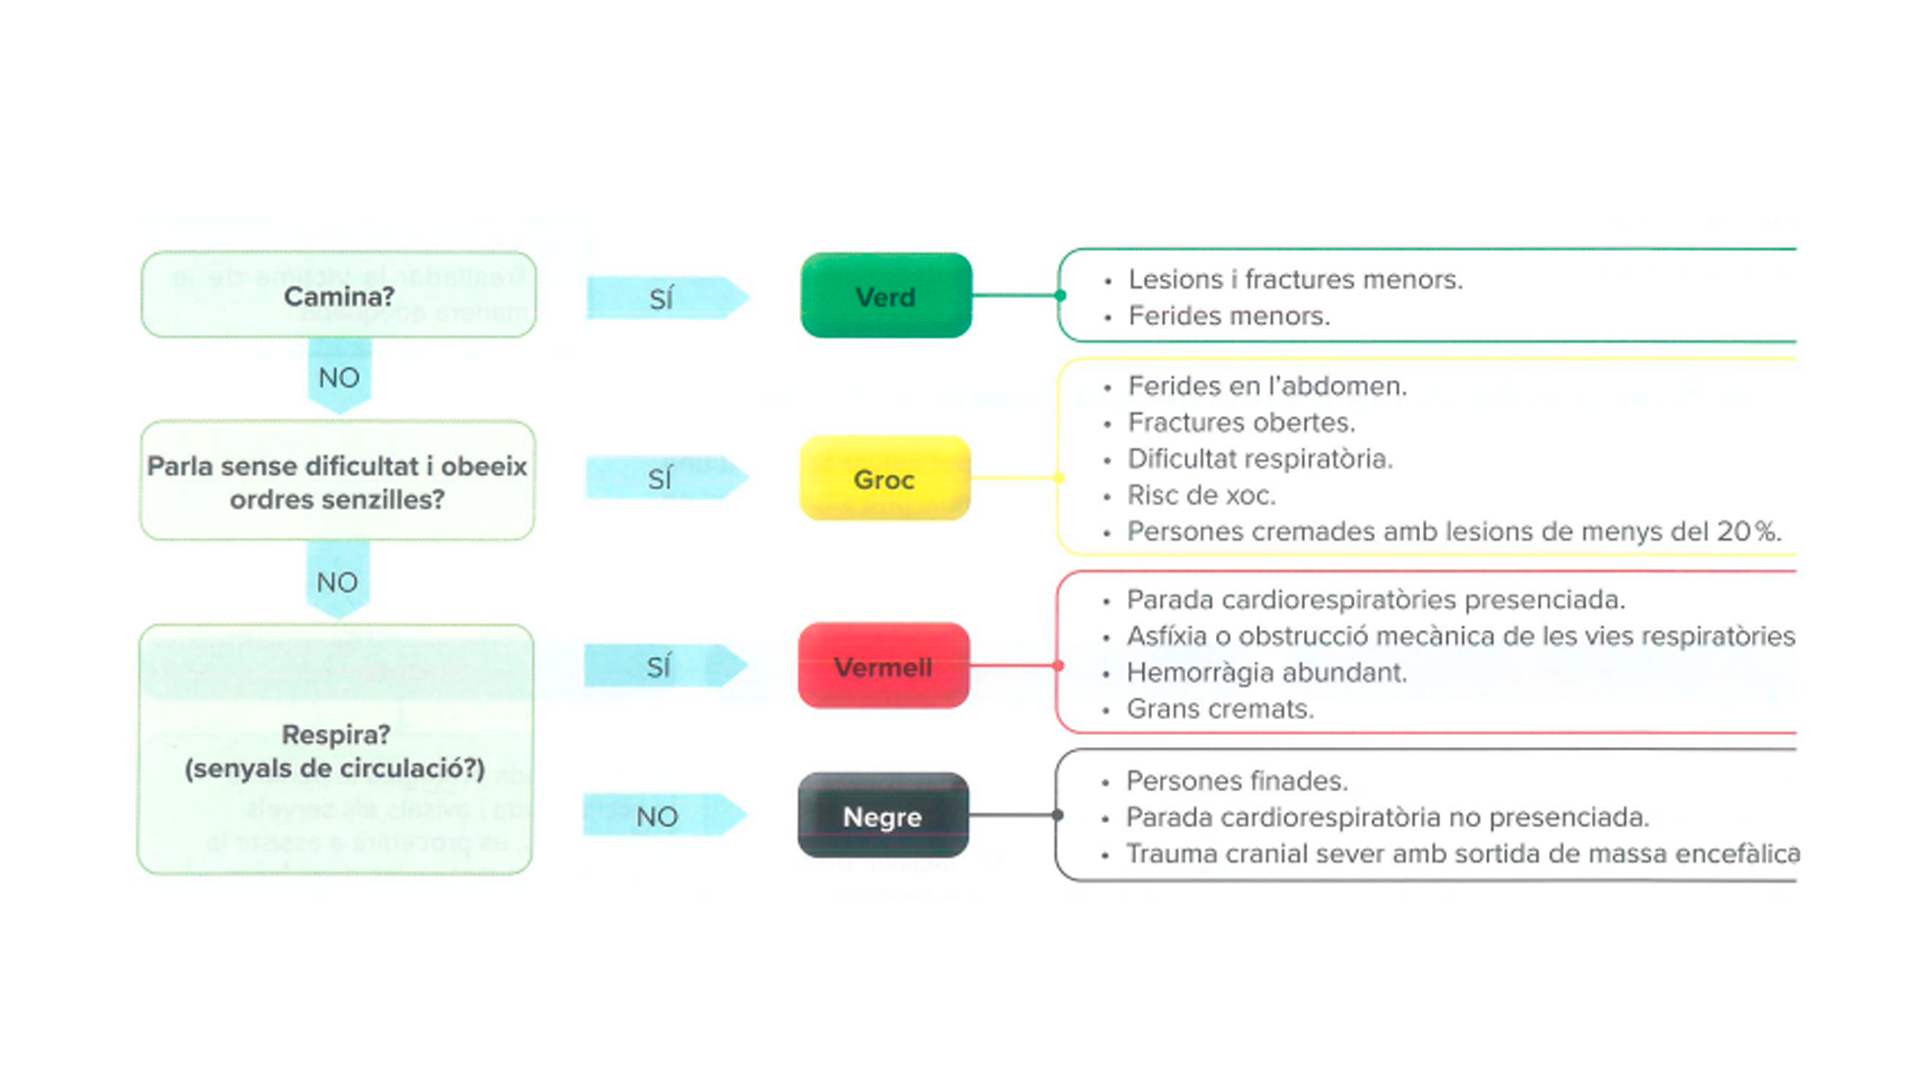 Camina?
SÍ
Verd
• Lesions i fractures menors.
• Ferides menors.
NO
Parla sense dificultat i obeeix
ordres senzilles?
SÍ
Groc
• Ferides en l'abdomen.
• Fractures obertes.
• Dificultat respiratòria.
• Risc de xoc.
• Persones cremades amb lesions de menys del 20%.
NO
Respira?
(senyals de circulació?)
SÍ
Vermell
• Parada cardiorespiratòries presenciada.
• Asfíxia o obstrucció mecànica de les vies respiratòries
• Hemorràgia abundant.
• Grans cremats.
NO
Negre
• Persones finades.
• Parada cardiorespiratòria no presenciada.
• Trauma cranial sever amb sortida de massa encefàlica